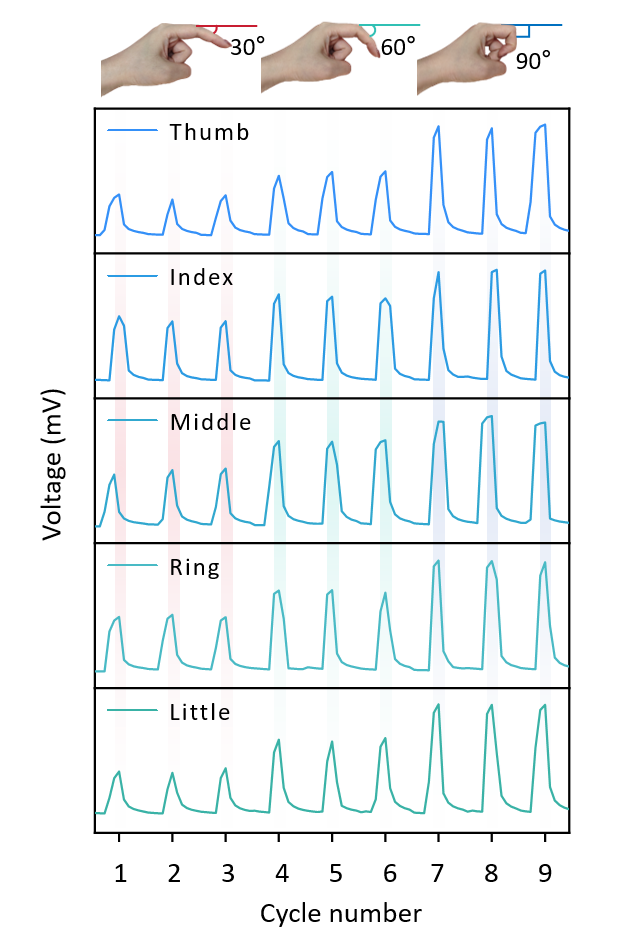 30° 60° 90°
Thumb
Index
Middle
Ring
Little
Voltage (mV)
1 2 3 4 5 6 7 8 9
Cycle number